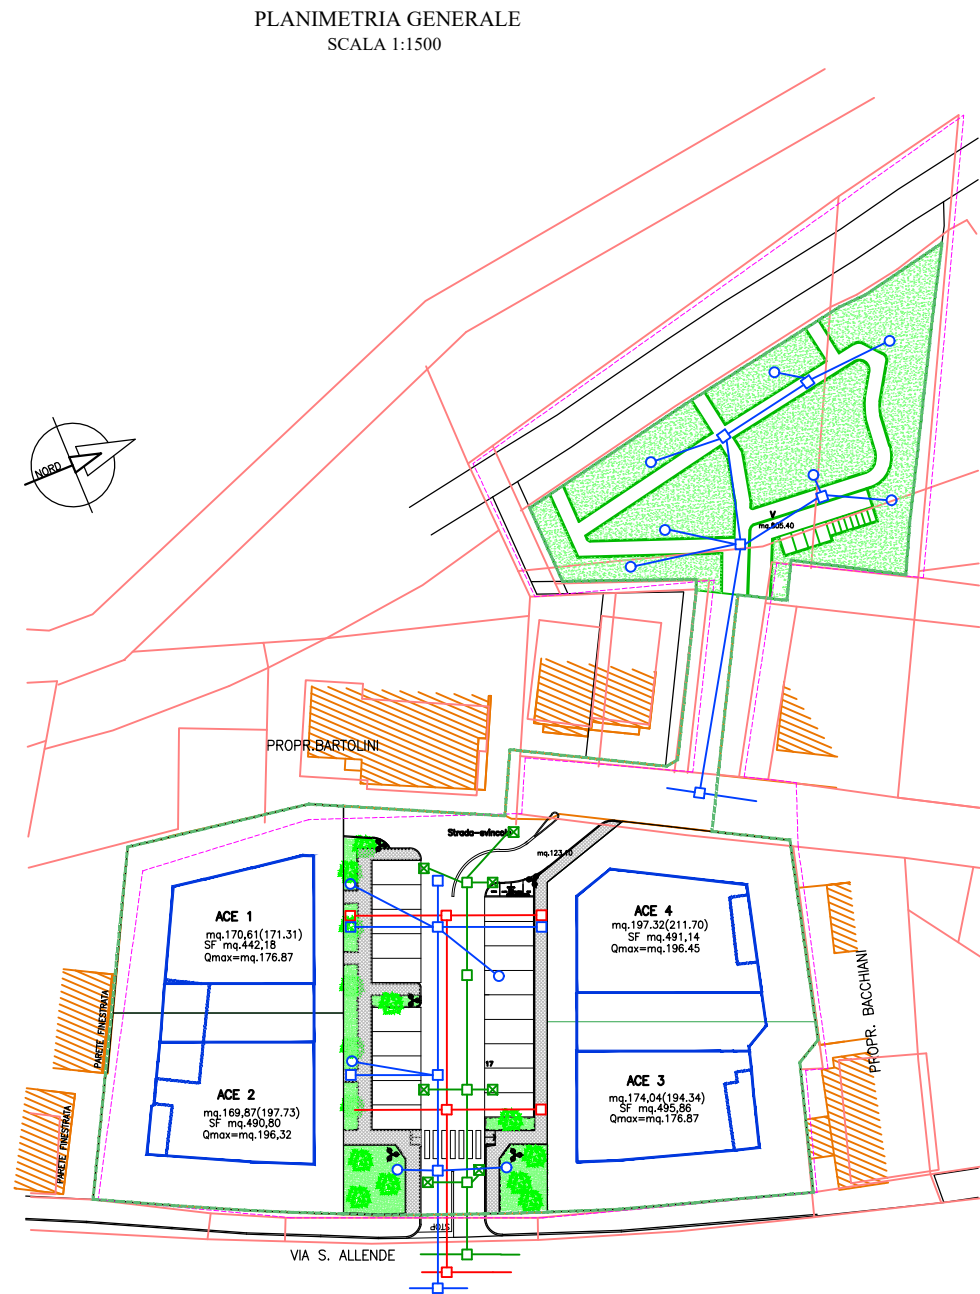 PLANIMETRIA GENERALE
SCALA 1:1500
NORD
V
PROPR.BARTOLINI
mq.123.10
ACE 1
mq.170,61(171.31)
SF mq.442,18
Qmax=mq.176.87
ACE 4
mq.197.32(211.70)
SF mq.491,14
Qmax=mq.196.45
PROPR. BACCHIANI
PARETE FINESTRATA
17
ACE 2
mq.169,87(197.73)
SF mq.490,80
Qmax=mq.196,32
ACE 3
mq.174,04(194.34)
SF mq.495,86
Qmax=mq.176.87
PARETE FINESTRATA
STOP
VIA S. ALLENDE